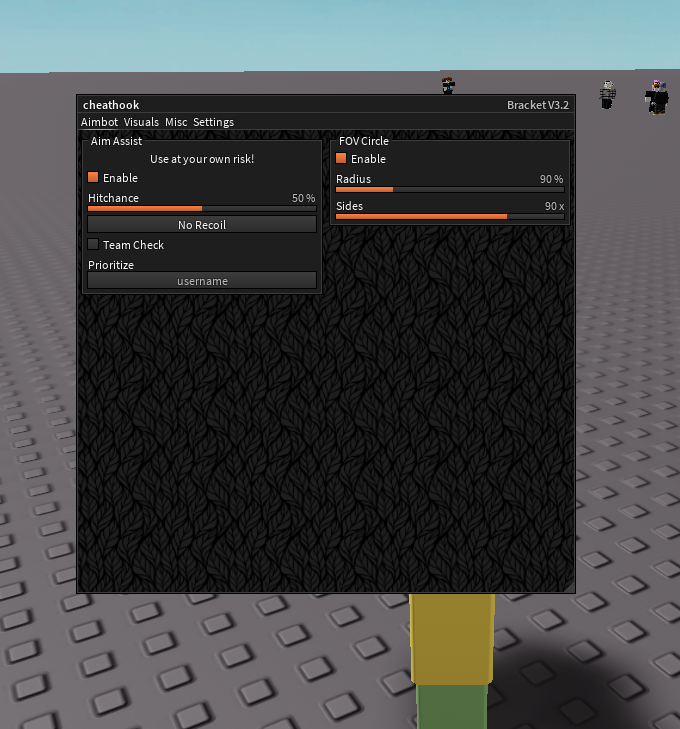 cheathook Bracket V3.2
Aimbot Visuals Misc Settings
Aim Assist
Use at your own risk!
Enable
Hitchance 50 %
No Recoil
Team Check
Prioritize
username
FOV Circle
Enable
Radius 90 %
Sides 90 x